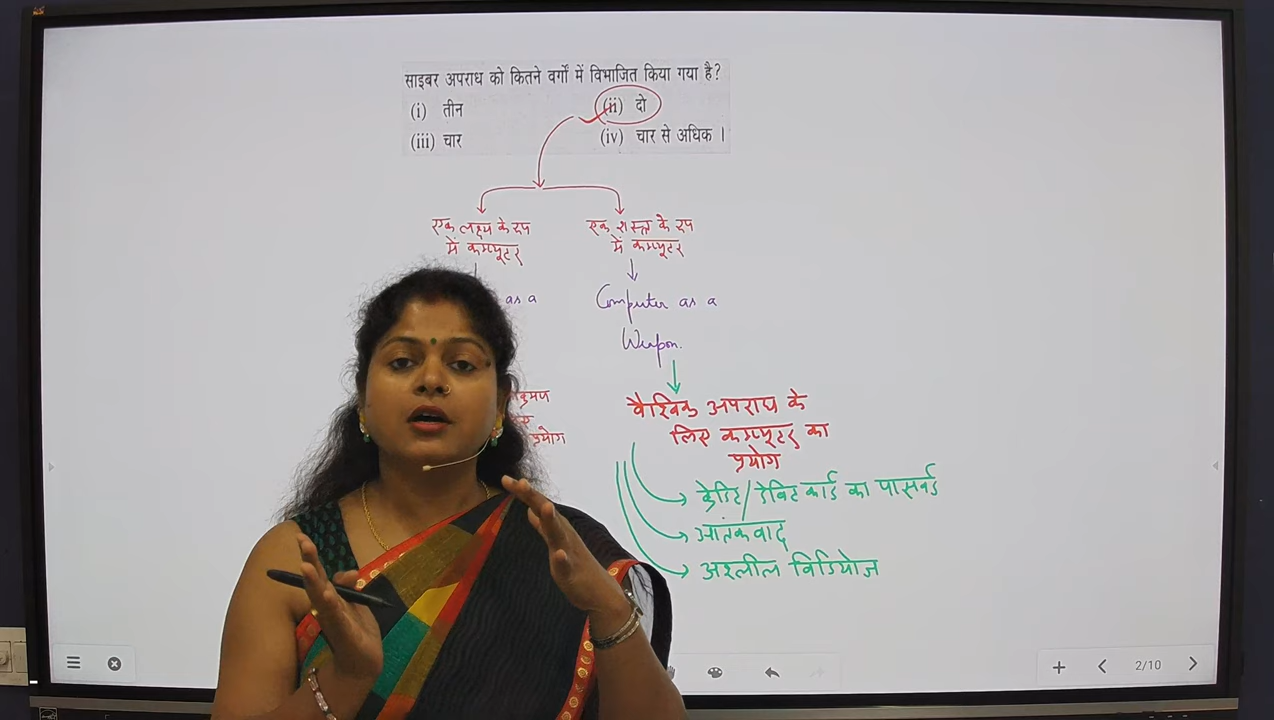 साइबर अपराध को कितने वर्गों में विभाजित किया गया है?
(i) तीन (ii) दो
(iii) चार (iv) चार से अधिक ।
एक लक्ष्य के रूप एक शस्त्र के रूप
में कम्प्यूटर में कम्प्यूटर
as a Computer as a
Weapon.
वैश्विक अपराध के
लिए कम्प्यूटर का
प्रयोग
क्रेडिट/डेबिट कार्ड का पासवर्ड
आतंकवाद
अश्लील विडियोज
2/10